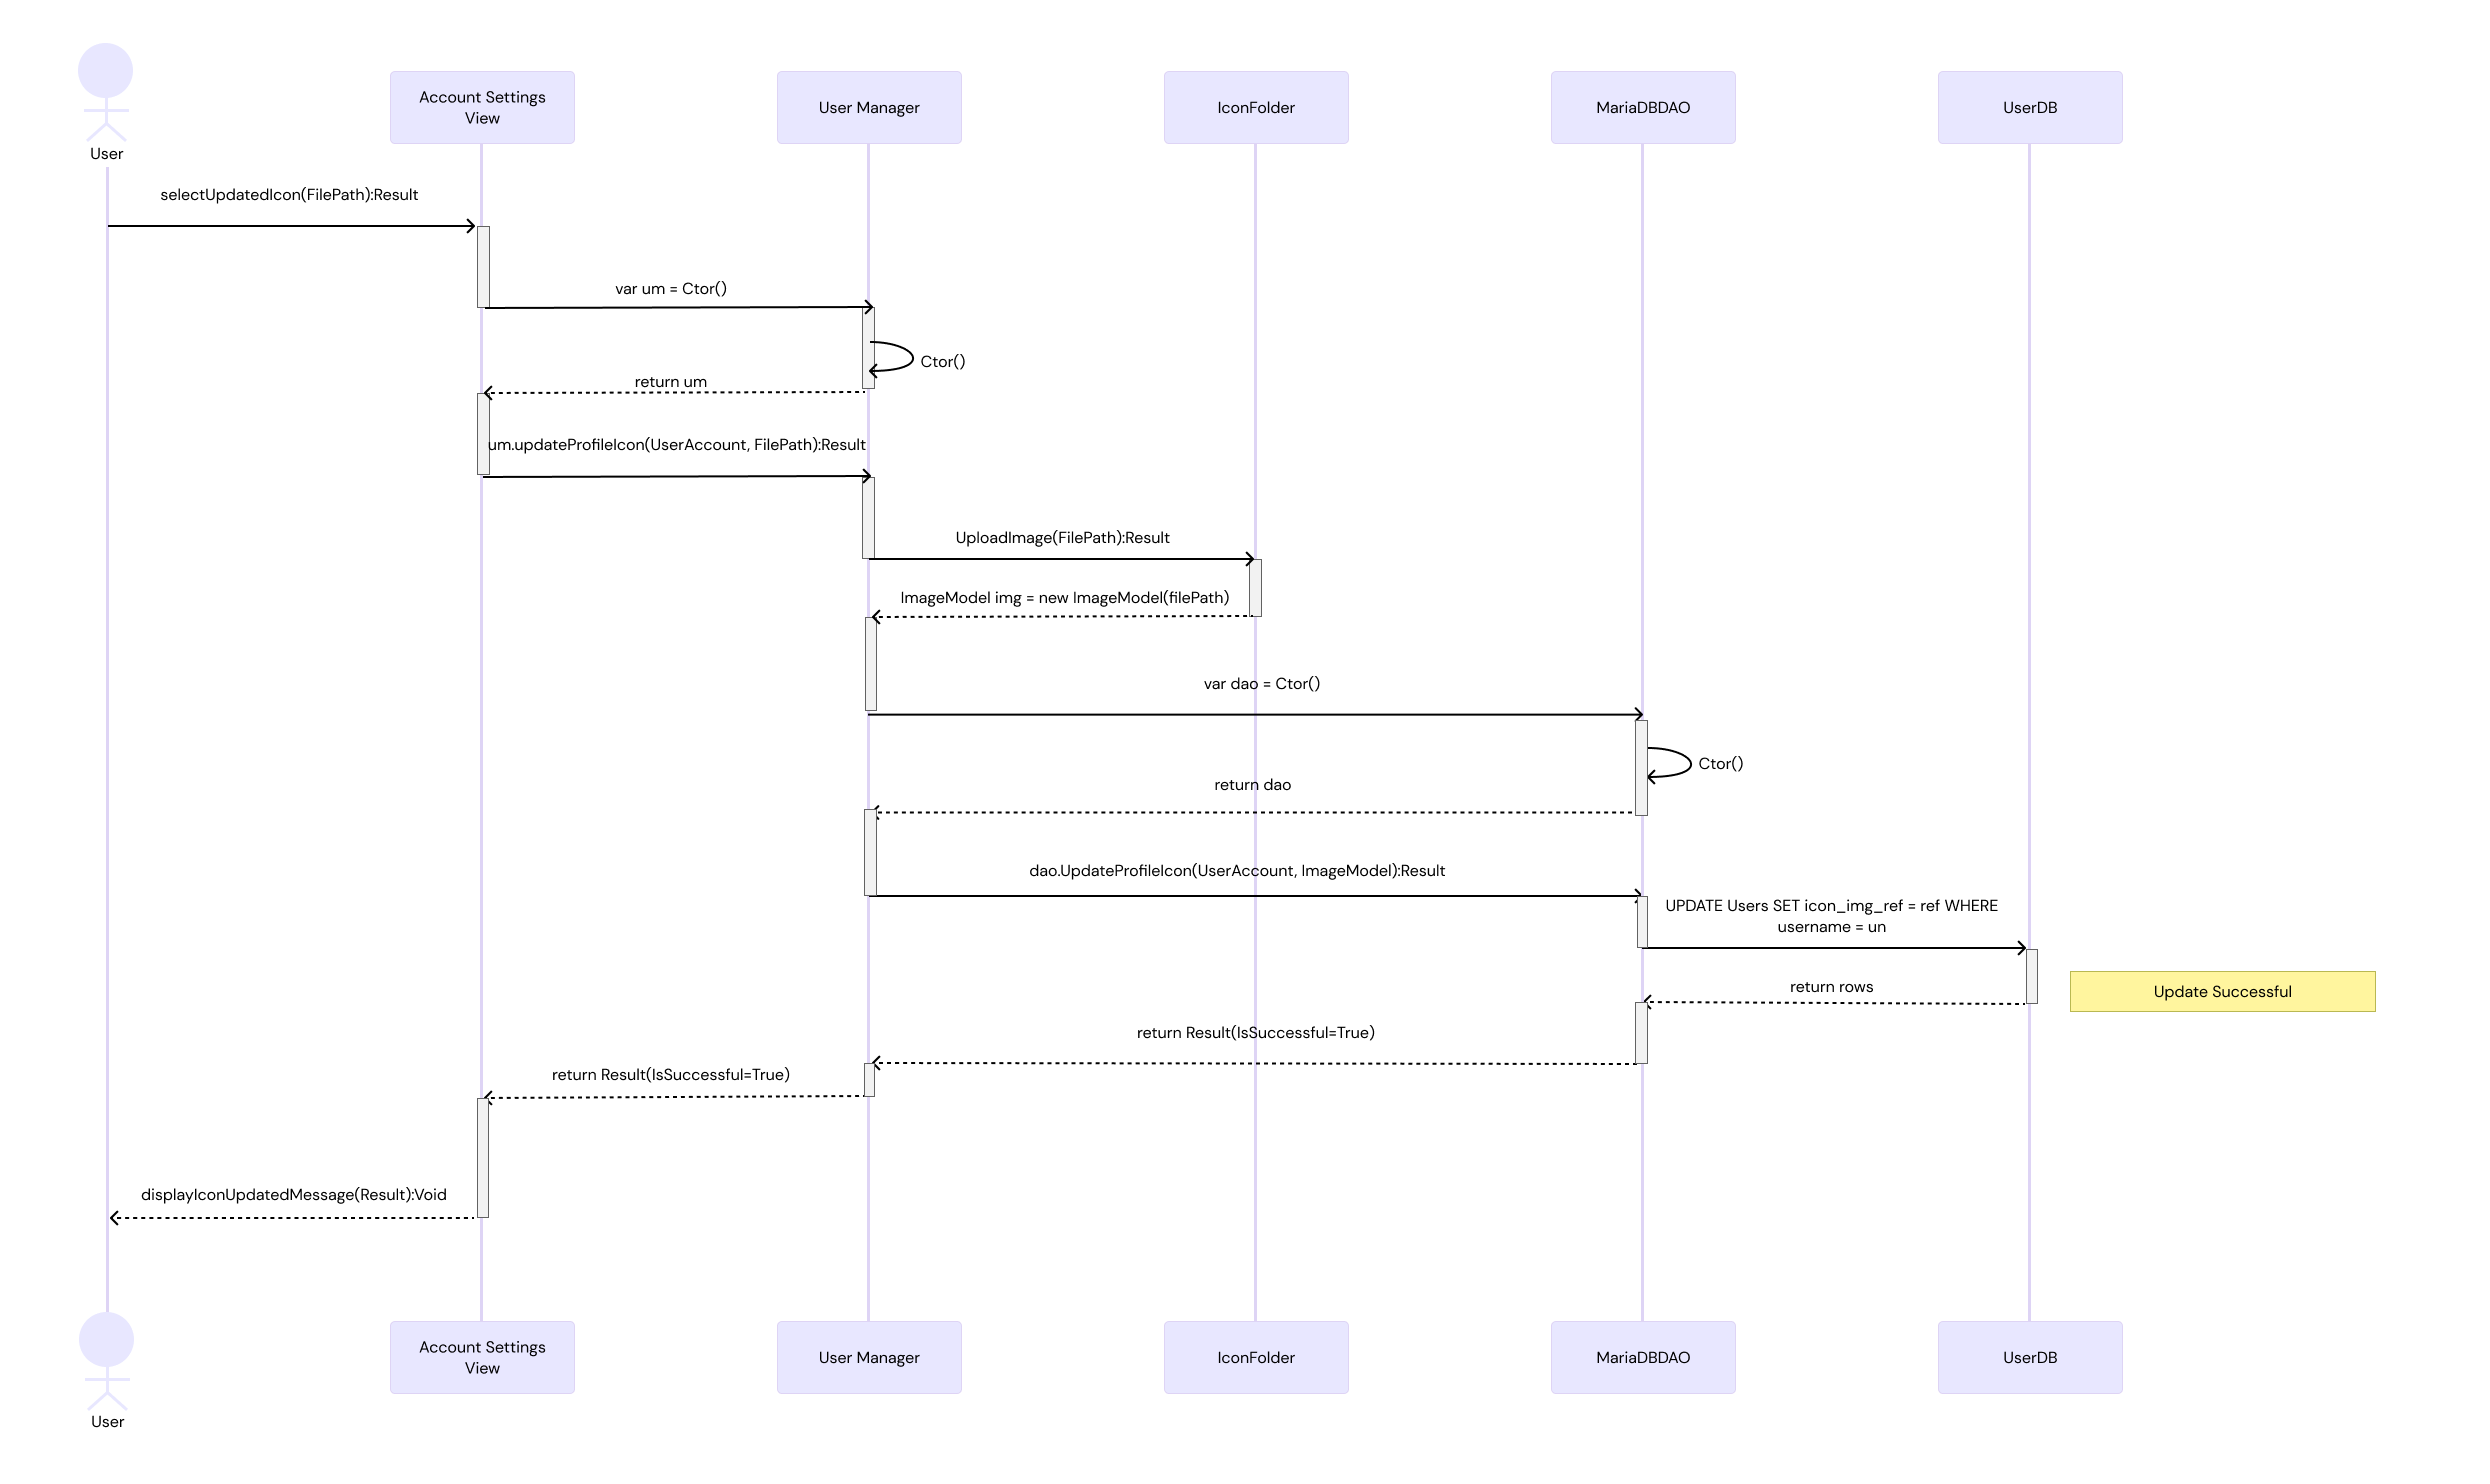 User
Account Settings
View
User Manager
IconFolder
MariaDBDAO
UserDB
selectUpdatedIcon(FilePath):Result
var um = Ctor()
Ctor()
return um
um.updateProfileIcon(UserAccount, FilePath):Result
UploadImage(FilePath):Result
ImageModel img = new ImageModel(filePath)
var dao = Ctor()
Ctor()
return dao
dao.UpdateProfileIcon(UserAccount, ImageModel):Result
UPDATE Users SET icon_img_ref = ref WHERE
username = un
return rows
Update Successful
return Result(IsSuccessful=True)
return Result(IsSuccessful=True)
displayIconUpdatedMessage(Result):Void
User
Account Settings
View
User Manager
IconFolder
MariaDBDAO
UserDB